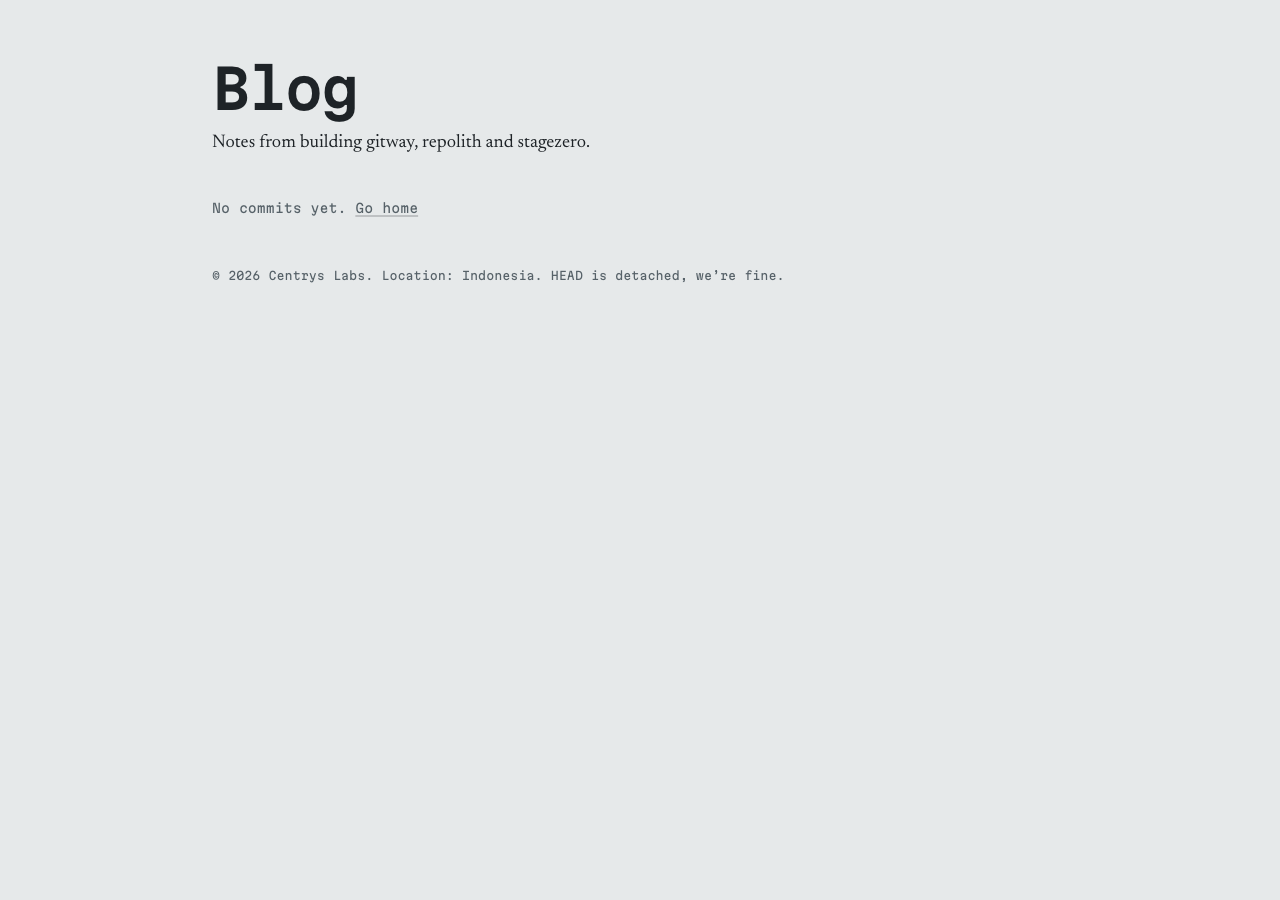 Blog
Notes from building gitway, repolith and stagezero.
No commits yet. Go home
© 2026 Centrys Labs. Location: Indonesia. HEAD is detached, we’re fine.